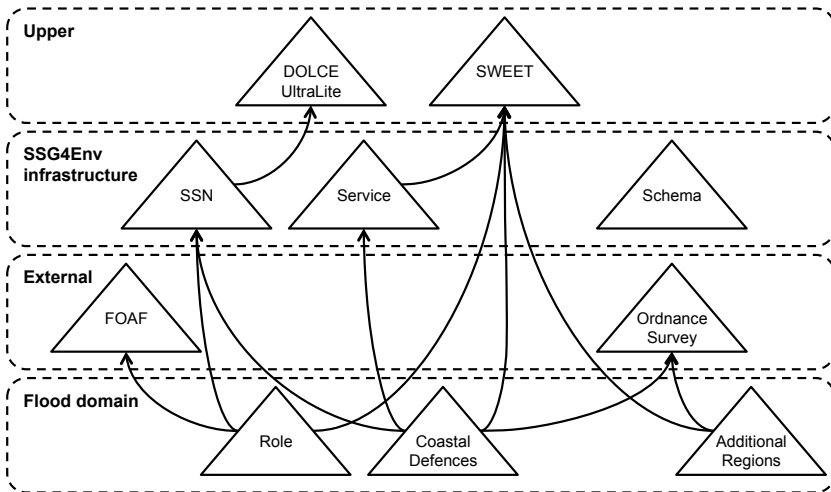 Upper
DOLCE
UltraLite
SWEET
SSG4Env
infrastructure
SSN
Service
Schema
External
FOAF
Ordnance
Survey
Flood domain
Role
Coastal
Defences
Additional
Regions